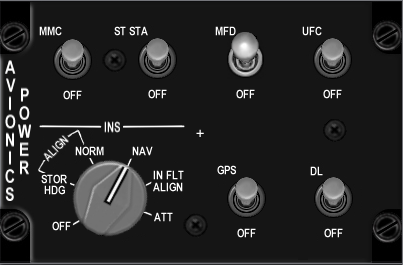 AVIONICS
POWER
MMC
ST STA
MFD
UFC
OFF
OFF
OFF
OFF
INS
+
ALIGN
NORM
NAV
STOR
HDG
IN FLT
ALIGN
OFF
ATT
GPS
DL
OFF
OFF